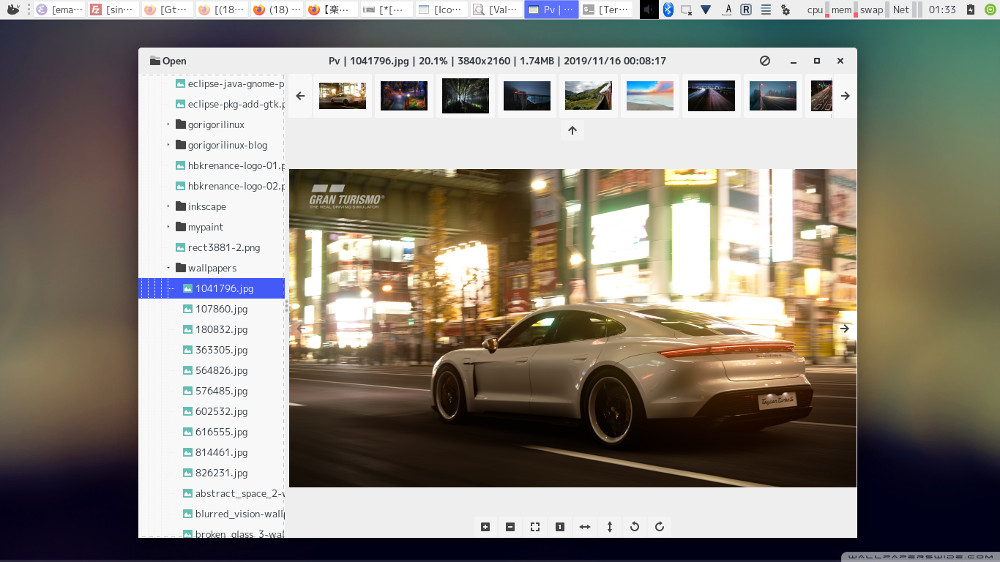 [ema…
[sin…
[Gt…
[(18…
(18) …
【楽…
[*[…
[Ico…
[Val…
Pv | …
[Ter…
A
R
cpu
mem
swap
Net
01:33
Open
Pv | 1041796.jpg | 20.1% | 3840x2160 | 1.74MB | 2019/11/16 00:08:17
eclipse-java-gnome-p
eclipse-pkg-add-gtk.p
gorigorilinux
gorigorilinux-blog
hbkrenance-logo-01.p
hbkrenance-logo-02.p
inkscape
mypaint
rect3881-2.png
wallpapers
1041796.jpg
107860.jpg
180832.jpg
363305.jpg
564826.jpg
576485.jpg
602532.jpg
616555.jpg
814461.jpg
826231.jpg
abstract_space_2-w
blurred_vision-wallp
broken_glass_3-wal
GRAN TURISMO
THE REAL DRIVING SIMULATOR
Taycan Turbo S
WALLPAPERSWIDE.COM